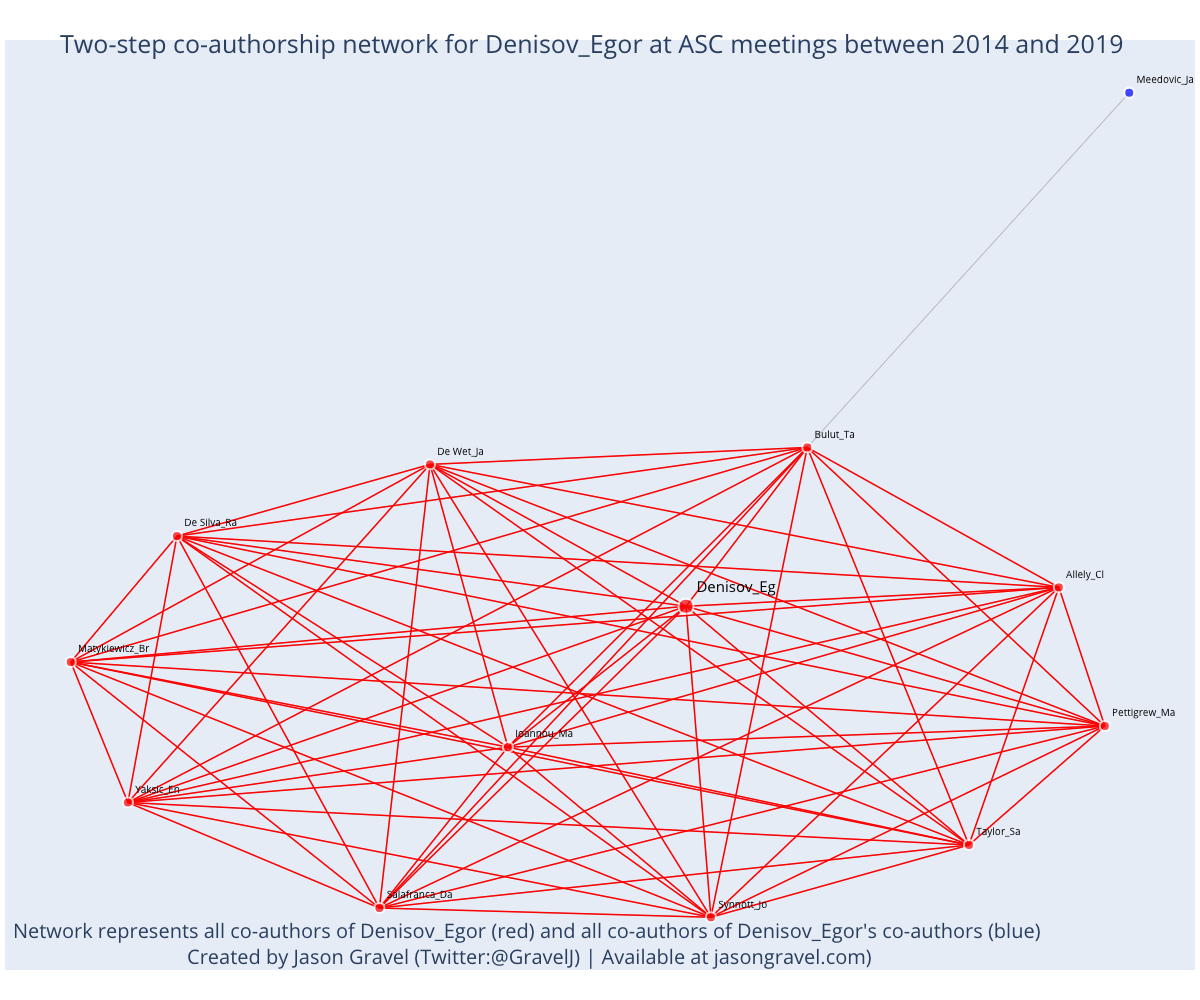 Two-step co-authorship network for Denisov_Egor at ASC meetings between 2014 and 2019
Meedovic_Ja
Bulut_Ta
De Wet_Ja
De Silva_Ra
Allely_Cl
Denisov_Eg
Matykiewicz_Br
Pettigrew_Ma
Ioannou_Ma
Yaksic_En
Taylor_Sa
Salafranca_Da
Synnott_Jo
Network represents all co-authors of Denisov_Egor (red) and all co-authors of Denisov_Egor's co-authors (blue)
Created by Jason Gravel (Twitter:@GravelJ) | Available at jasongravel.com)